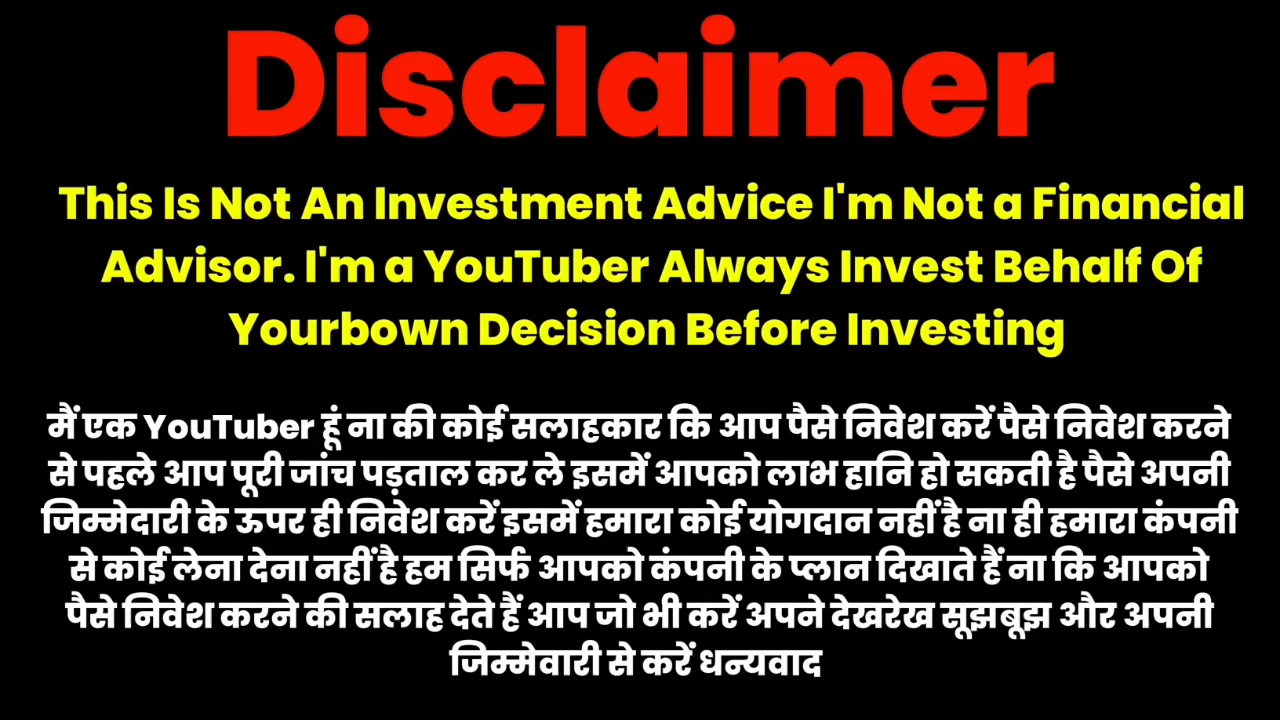 Disclaimer
This Is Not An Investment Advice I'm Not a Financial
Advisor. I'm a YouTuber Always Invest Behalf Of
Yourbown Decision Before Investing
मैं एक YouTuber हूं ना की कोई सलाहकार कि आप पैसे निवेश करें पैसे निवेश करने
से पहले आप पूरी जांच पड़ताल कर ले इसमें आपको लाभ हानि हो सकती है पैसे अपनी
जिम्मेदारी के ऊपर ही निवेश करें इसमें हमारा कोई योगदान नहीं है ना ही हमारा कंपनी
से कोई लेना देना नहीं है हम सिर्फ आपको कंपनी के प्लान दिखाते हैं ना कि आपको
पैसे निवेश करने की सलाह देते हैं आप जो भी करें अपने देखरेख सूझबूझ और अपनी
जिम्मेवारी से करें धन्यवाद